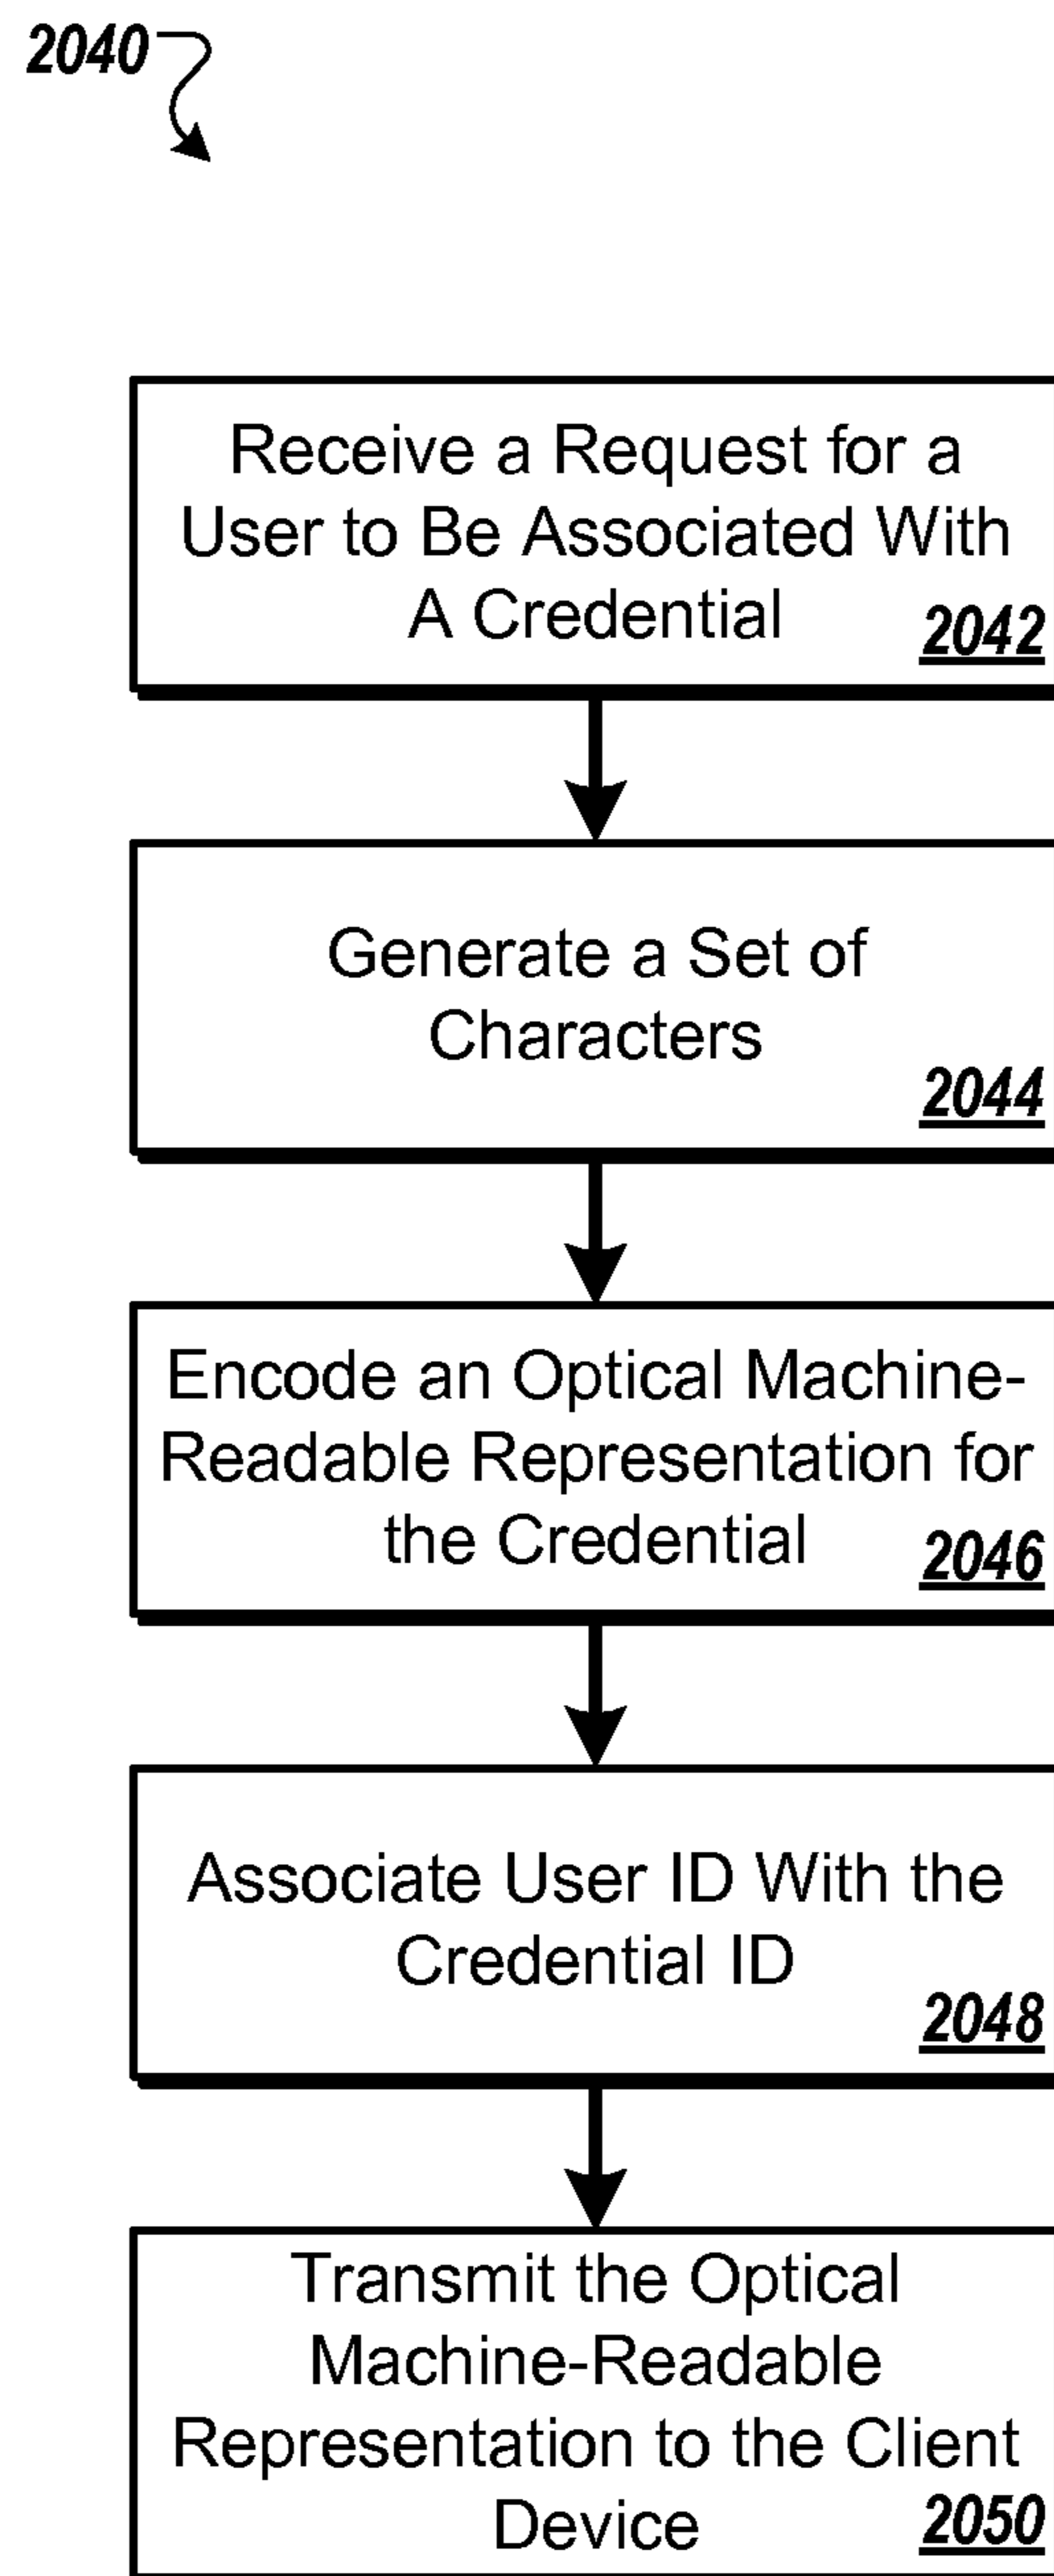 2040
Receive a Request for a
User to Be Associated With
A Credential
2042
Generate a Set of
Characters
2044
Encode an Optical Machine-
Readable Representation for
the Credential
2046
Associate User ID With the
Credential ID
2048
Transmit the Optical
Machine-Readable
Representation to the Client
Device
2050